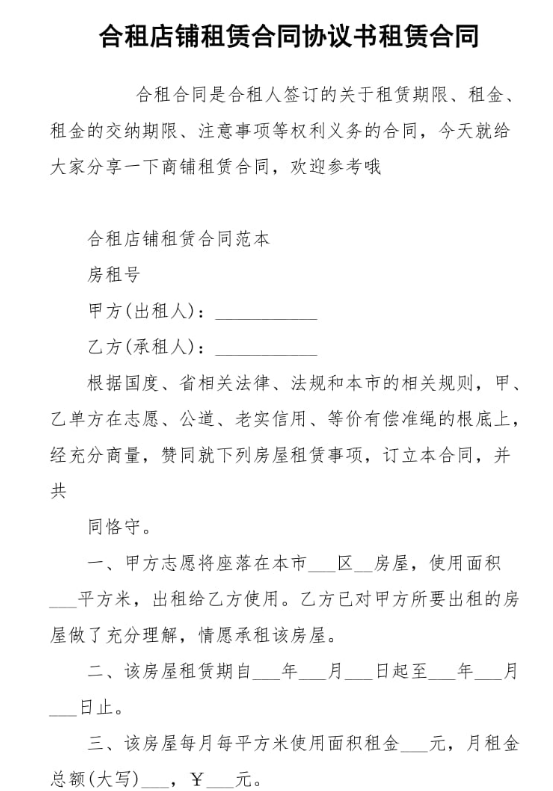 合租店铺租赁合同协议书租赁合同
合租合同是合租人签订的关于租赁期限、租金、
租金的交纳期限、注意事项等权利义务的合同，今天就给
大家分享一下商铺租赁合同，欢迎参考哦
合租店铺租赁合同范本
房租号
甲方(出租人)：___________
乙方(承租人)：___________
根据国度、省相关法律、法规和本市的相关规则，甲、
乙单方在志愿、公道、老实信用、等价有偿准绳的根底上，
经充分商量，赞同就下列房屋租赁事项，订立本合同，并
共
同恪守。
一、甲方志愿将座落在本市___区__房屋，使用面积
___平方米，出租给乙方使用。乙方已对甲方所要出租的房
屋做了充分理解，情愿承租该房屋。
二、该房屋租赁期自___年___月___日起至___年___月
___日止。
三、该房屋每月每平方米使用面积租金___元，月租金
总额(大写)___，￥___元。